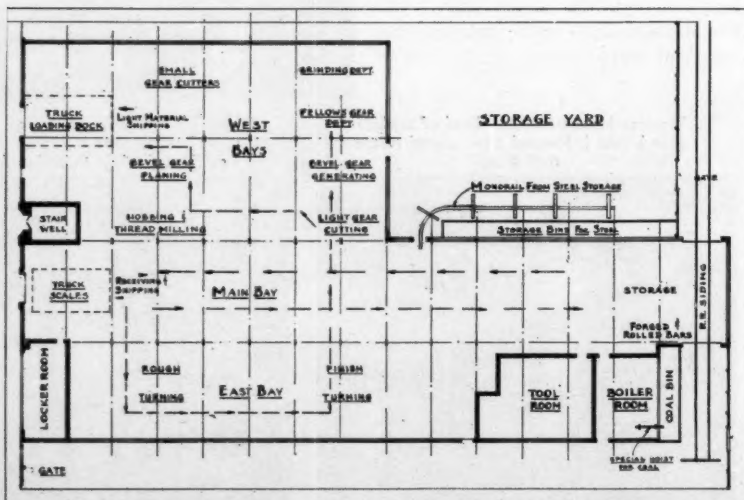 SMALL
GEAR CUTTERS
GRINDING DEPT.
TRUCK
LOADING DOCK
LIGHT MATERIAL
SHIPPING
WEST
BAYS
FELLOWS GEAR
DEPT.
STORAGE YARD
BEVEL GEAR
PLANING
BEVEL GEAR
GENERATING
MONORAIL FROM STEEL STORAGE
GATE
STAIR
WELL
HOBBING &
THREAD MILLING
LIGHT GEAR
CUTTING
STORAGE BINS FOR STEEL
TRUCK
SCALES
RECEIVING
SHIPPING
MAIN BAY
STORAGE
R.R. SIDING
FORGED
ROLLED BARS
LOCKER ROOM
ROUGH
TURNING
EAST BAY
FINISH
TURNING
TOOL
ROOM
BOILER
ROOM
COAL BIN
GATE
SPECIAL HOIST
FOR COAL